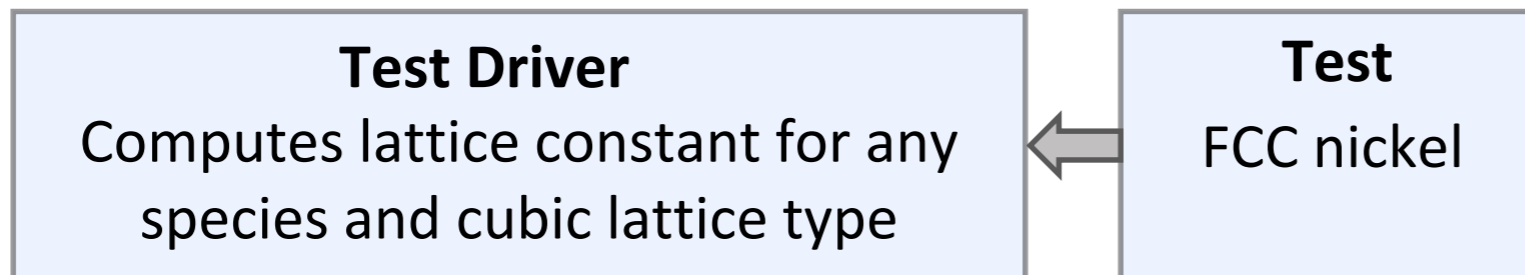 Test Driver
Computes lattice constant for any
species and cubic lattice type
Test
FCC nickel